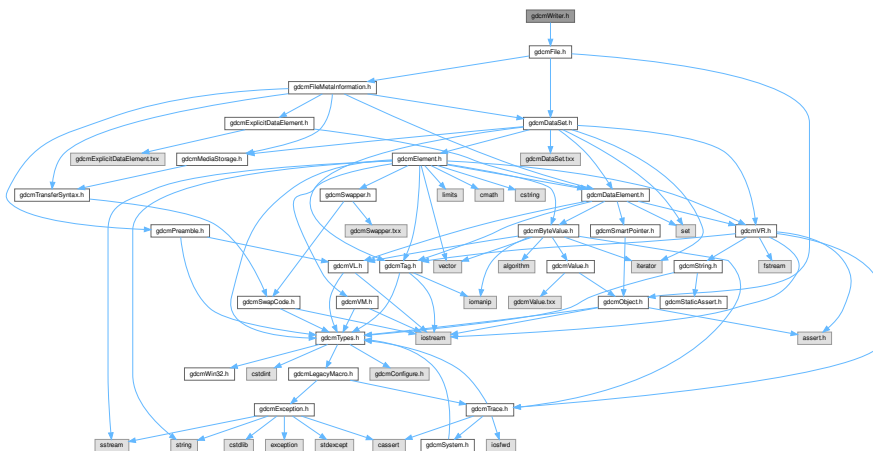 gdcmWriter.h
gdcmFile.h
gdcmFileMetaInformation.h
gdcmExplicitDataElement.h
gdcmDataSet.h
gdcmExplicitDataElement.txx
gdcmMediaStorage.h
gdcmElement.h
gdcmDataSet.txx
gdcmTransferSyntax.h
gdcmSwapper.h
limits
cmath
cstring
gdcmDataElement.h
gdcmPreamble.h
gdcmSwapper.txx
gdcmByteValue.h
gdcmSmartPointer.h
set
gdcmVR.h
gdcmVL.h
gdcmTag.h
vector
algorithm
gdcmValue.h
iterator
gdcmString.h
fstream
gdcmSwapCode.h
gdcmVM.h
iomanip
gdcmValue.txx
gdcmObject.h
gdcmStaticAssert.h
gdcmTypes.h
iostream
assert.h
gdcmWin32.h
cstdint
gdcmLegacyMacro.h
gdcmConfigure.h
gdcmException.h
gdcmTrace.h
sstream
string
cstdlib
exception
stdexcept
cassert
gdcmSystem.h
iosfwd